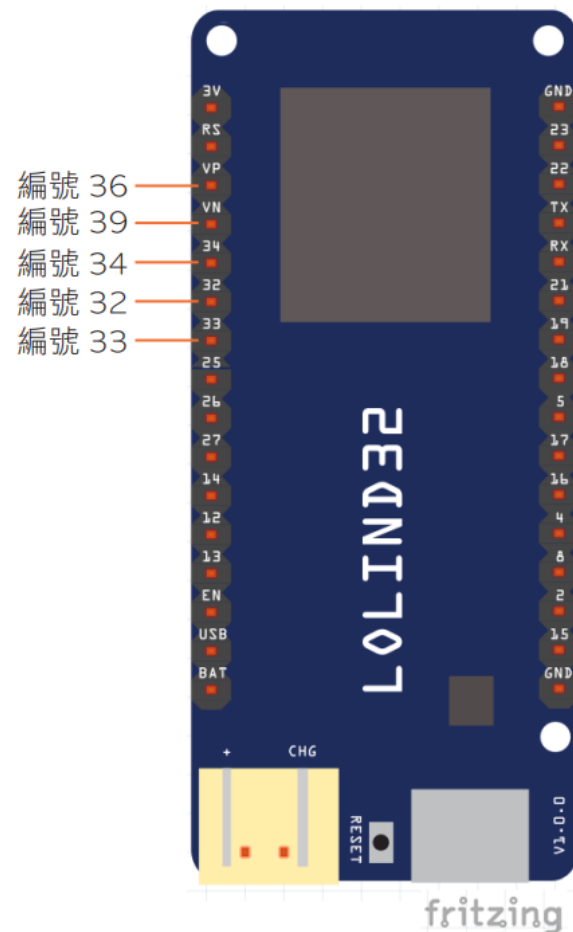 編號 36
編號 39
編號 34
編號 32
編號 33
3V
RS
VP
VN
34
32
33
25
26
27
14
12
13
EN
USB
BAT
GND
23
22
TX
RX
21
19
18
5
17
16
4
8
2
15
GND
LOLIND32
+ CHG
RESET
V1.0.0
fritzing